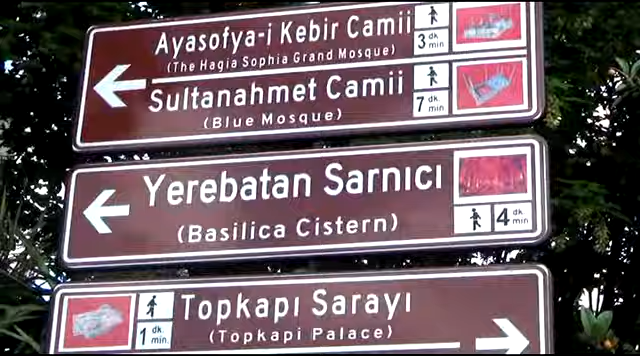 Ayasofya-i Kebir Camii
3 dk. min
(The Hagia Sophia Grand Mosque)
Sultanahmet Camii
7 dk. min
(Blue Mosque)
Yerebatan Sarnıcı
(Basilica Cistern)
4 dk. min
1 dk. min.
Topkapı Sarayı
(Topkapi Palace)